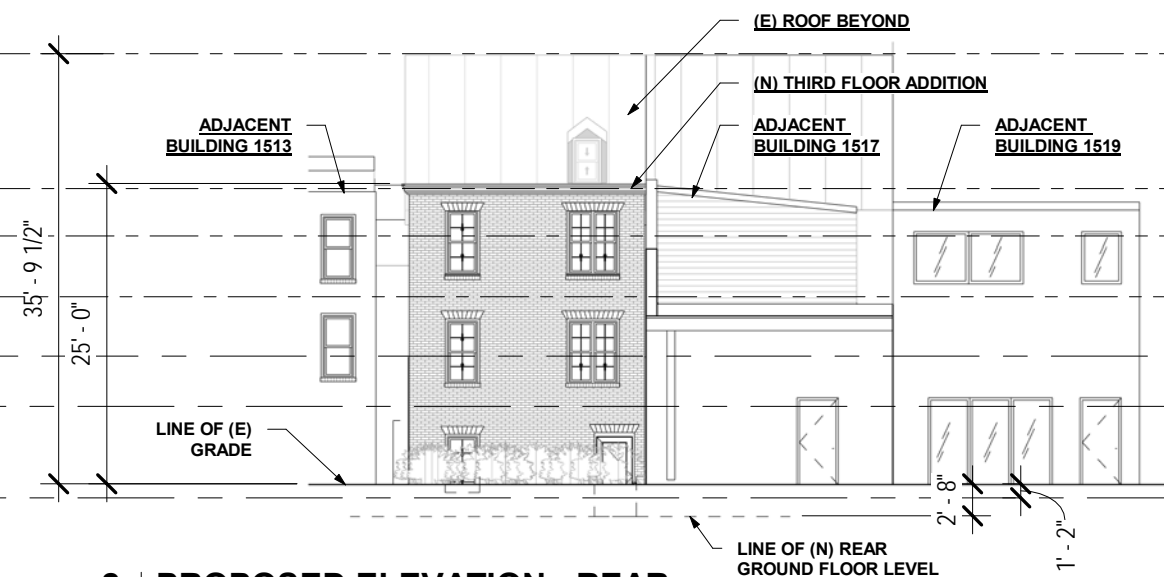 (E) ROOF BEYOND
(N) THIRD FLOOR ADDITION
ADJACENT
BUILDING 1513
ADJACENT
BUILDING 1517
ADJACENT
BUILDING 1519
35' - 9 1/2"
25' - 0"
LINE OF (E)
GRADE
2' - 8"
1' - 2"
LINE OF (N) REAR
GROUND FLOOR LEVEL
PROPOSED ELEVATION - REAR